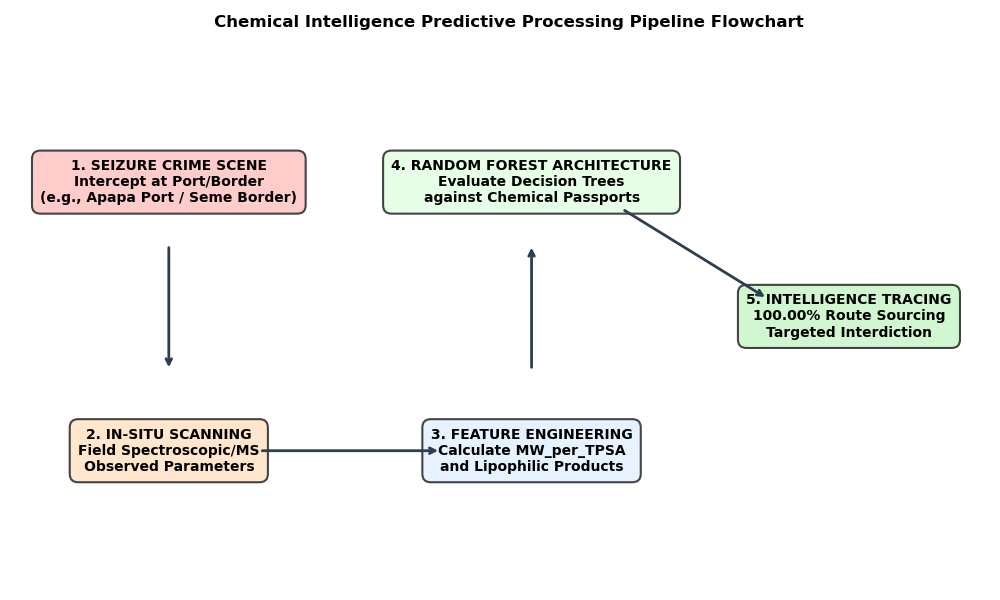 Chemical Intelligence Predictive Processing Pipeline Flowchart
1. SEIZURE CRIME SCENE
Intercept at Port/Border
(e.g., Apapa Port / Seme Border)
2. IN-SITU SCANNING
Field Spectroscopic/MS
Observed Parameters
3. FEATURE ENGINEERING
Calculate MW_per_TPSA
and Lipophilic Products
4. RANDOM FOREST ARCHITECTURE
Evaluate Decision Trees
against Chemical Passports
5. INTELLIGENCE TRACING
100.00% Route Sourcing
Targeted Interdiction